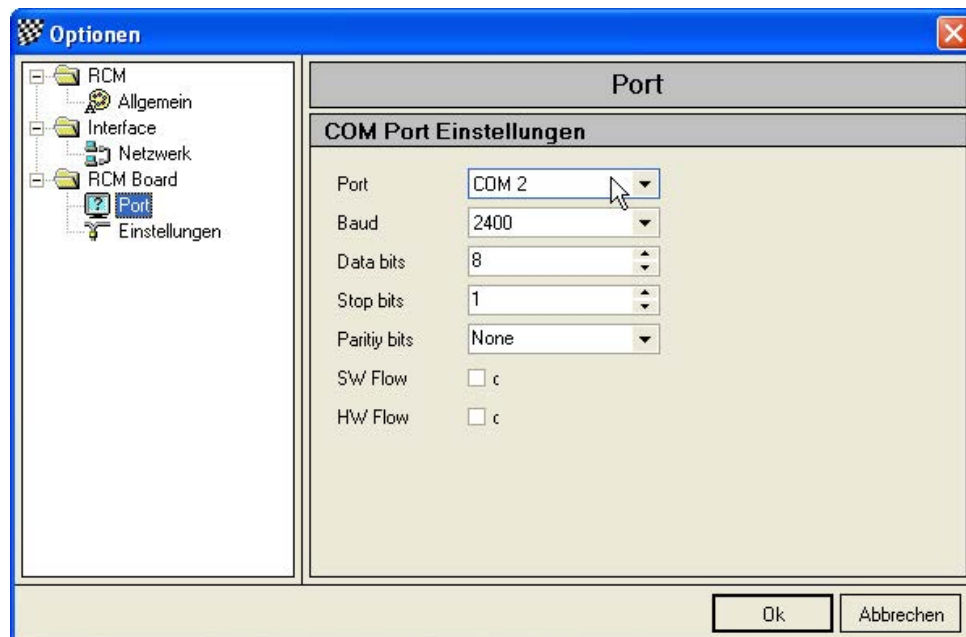 Optionen
RCM
Allgemein
Interface
Netzwerk
RCM Board
Port
Einstellungen
Port
COM Port Einstellungen
Port COM 2
Baud 2400
Data bits 8
Stop bits 1
Paritiy bits None
SW Flow c
HW Flow c
Ok Abbrechen